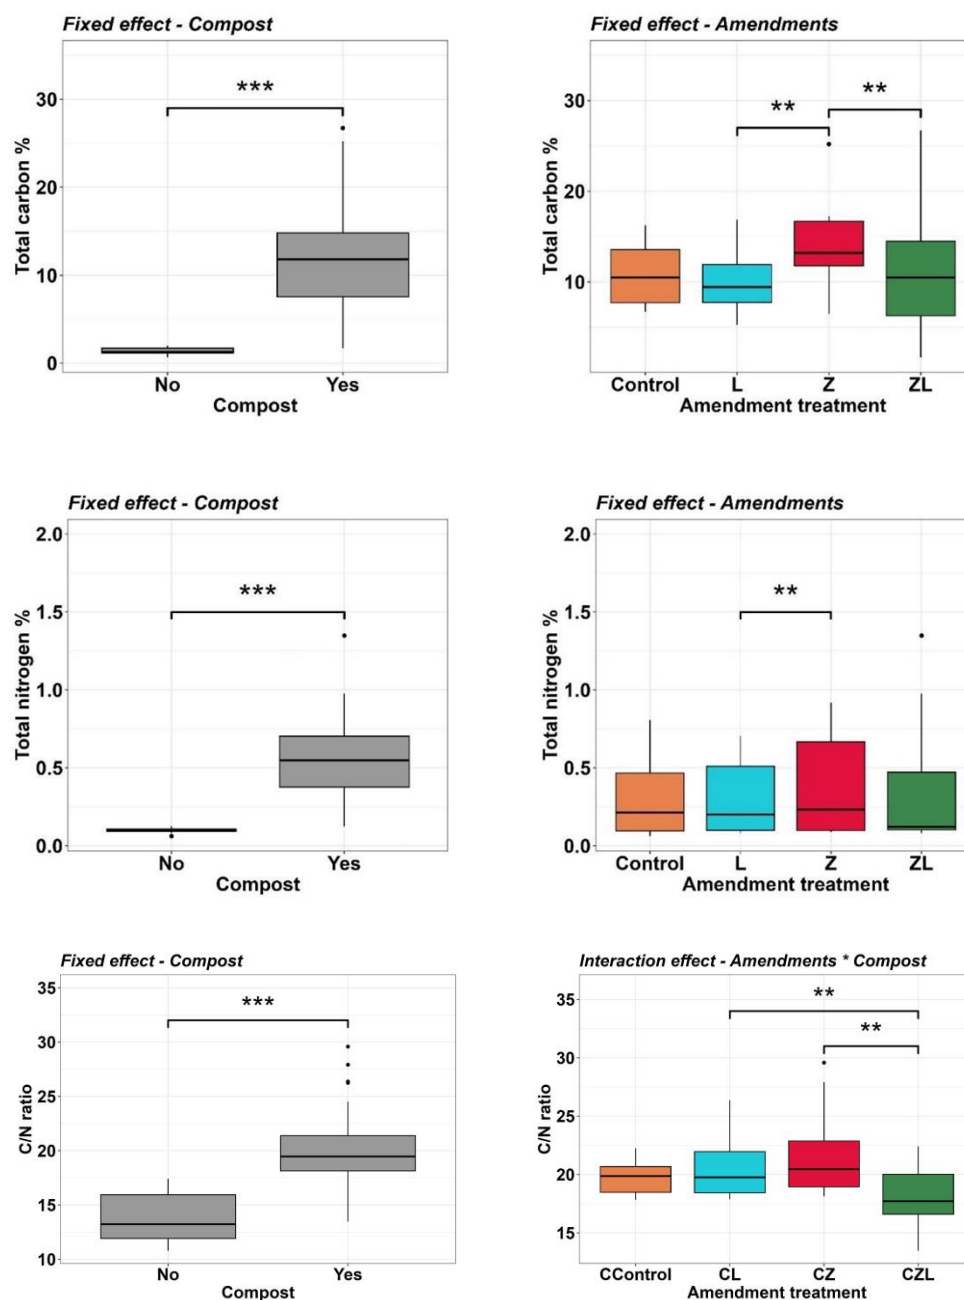 Fixed effect - Compost
Total carbon %
30
20
10
0
***
No
Yes
Compost
Fixed effect - Amendments
Total carbon %
30
20
10
**
**
Control
L
Z
ZL
Amendment treatment
Fixed effect - Compost
Total nitrogen %
2.0
1.5
1.0
0.5
0.0
***
No
Yes
Compost
Fixed effect - Amendments
Total nitrogen %
2.0
1.5
1.0
0.5
0.0
**
Control
L
Z
ZL
Amendment treatment
Fixed effect - Compost
C/N ratio
35
30
25
20
15
10
***
No
Yes
Compost
Interaction effect - Amendments * Compost
C/N ratio
35
30
25
20
15
**
**
CControl
CL
CZ
CZL
Amendment treatment